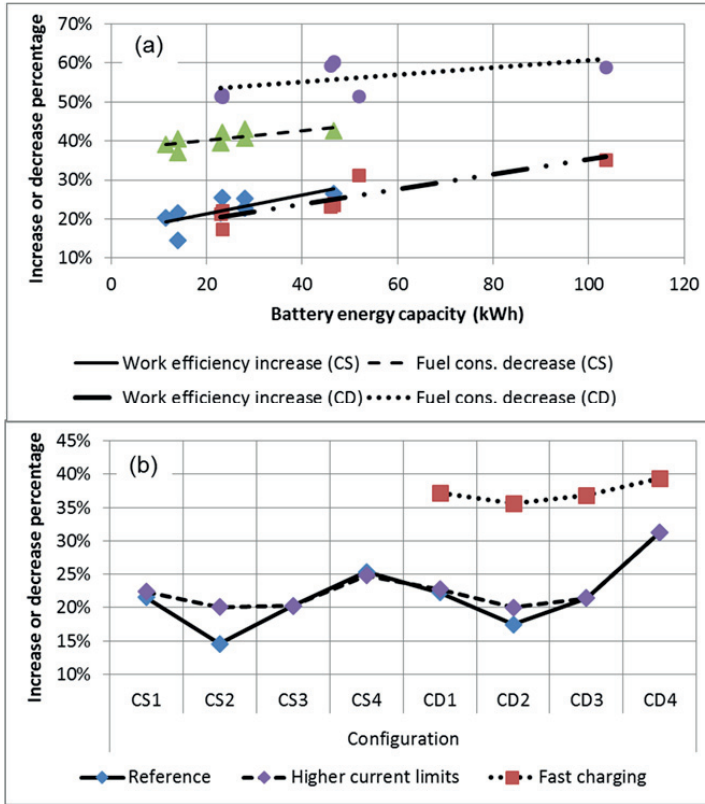 Increase or decrease percentage
70%
60%
50%
40%
30%
20%
10%
(a)
0 20 40 60 80 100 120
Battery energy capacity (kWh)
Work efficiency increase (CS) Fuel cons. decrease (CS)
Work efficiency increase (CD) Fuel cons. decrease (CD)
Increase or decrease percentage
45%
40%
35%
30%
25%
20%
15%
10%
(b)
CS1 CS2 CS3 CS4 CD1 CD2 CD3 CD4
Configuration
Reference Higher current limits Fast charging